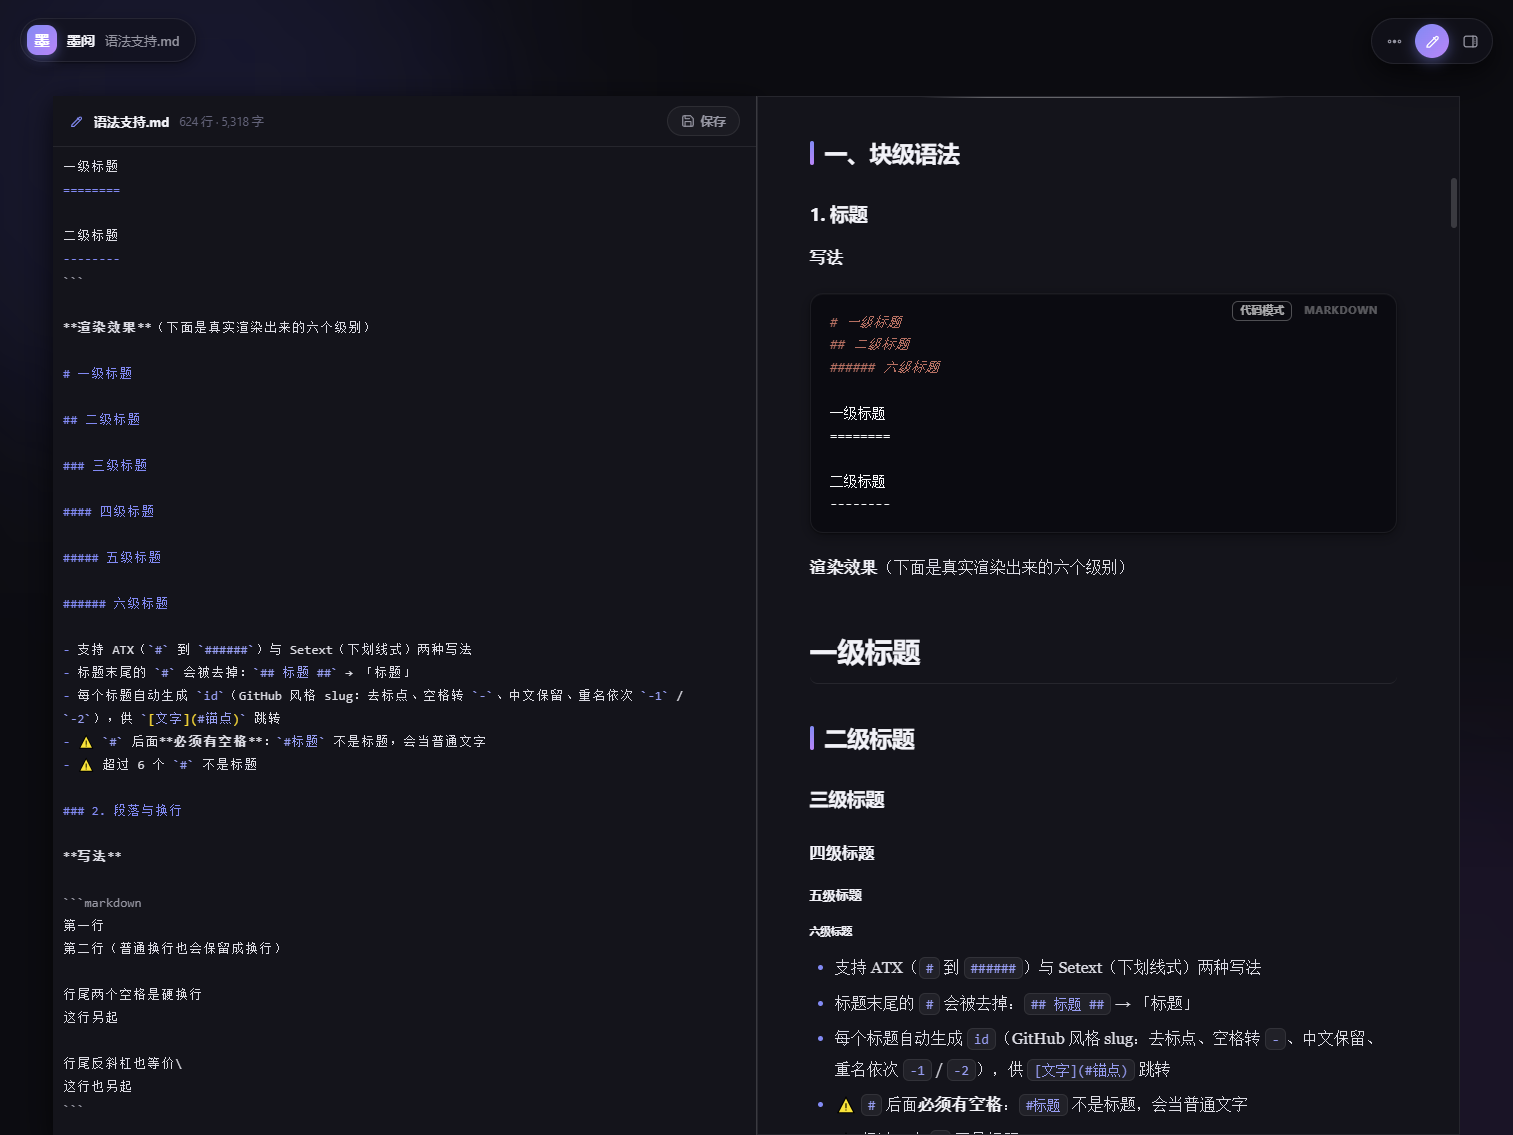 墨 墨阅 语法支持.md
语法支持.md 624 行 · 5,318 字 保存
一级标题
========
二级标题
--------
```
**渲染效果**（下面是真实渲染出来的六个级别）
# 一级标题
## 二级标题
### 三级标题
#### 四级标题
##### 五级标题
###### 六级标题
- 支持 ATX（`#` 到 `######`）与 Setext（下划线式）两种写法
- 标题末尾的 `#` 会被去掉：`## 标题 ##` → 「标题」
- 每个标题自动生成 `id`（GitHub 风格 slug：去标点、空格转 `-`、中文保留、重名依次 `-1` /
`-2`），供 `[文字](#锚点)` 跳转
- ⚠️ `#` 后面**必须有空格**：`#标题` 不是标题，会当普通文字
- ⚠️ 超过 6 个 `#` 不是标题
### 2. 段落与换行
**写法**
```markdown
第一行
第二行（普通换行也会保留成换行）
行尾两个空格是硬换行
这行另起
行尾反斜杠也等价\
这行也另起
```
一、块级语法
1. 标题
写法
代码模式 MARKDOWN
# 一级标题
## 二级标题
###### 六级标题
一级标题
========
二级标题
--------
渲染效果（下面是真实渲染出来的六个级别）
一级标题
二级标题
三级标题
四级标题
五级标题
六级标题
• 支持 ATX（ # 到 ###### ）与 Setext（下划线式）两种写法
• 标题末尾的 # 会被去掉： ## 标题 ## → 「标题」
• 每个标题自动生成 id （GitHub 风格 slug：去标点、空格转 - 、中文保留、
重名依次 -1 / -2 ），供 [文字](#锚点) 跳转
• ⚠️ # 后面必须有空格： #标题 不是标题，会当普通文字